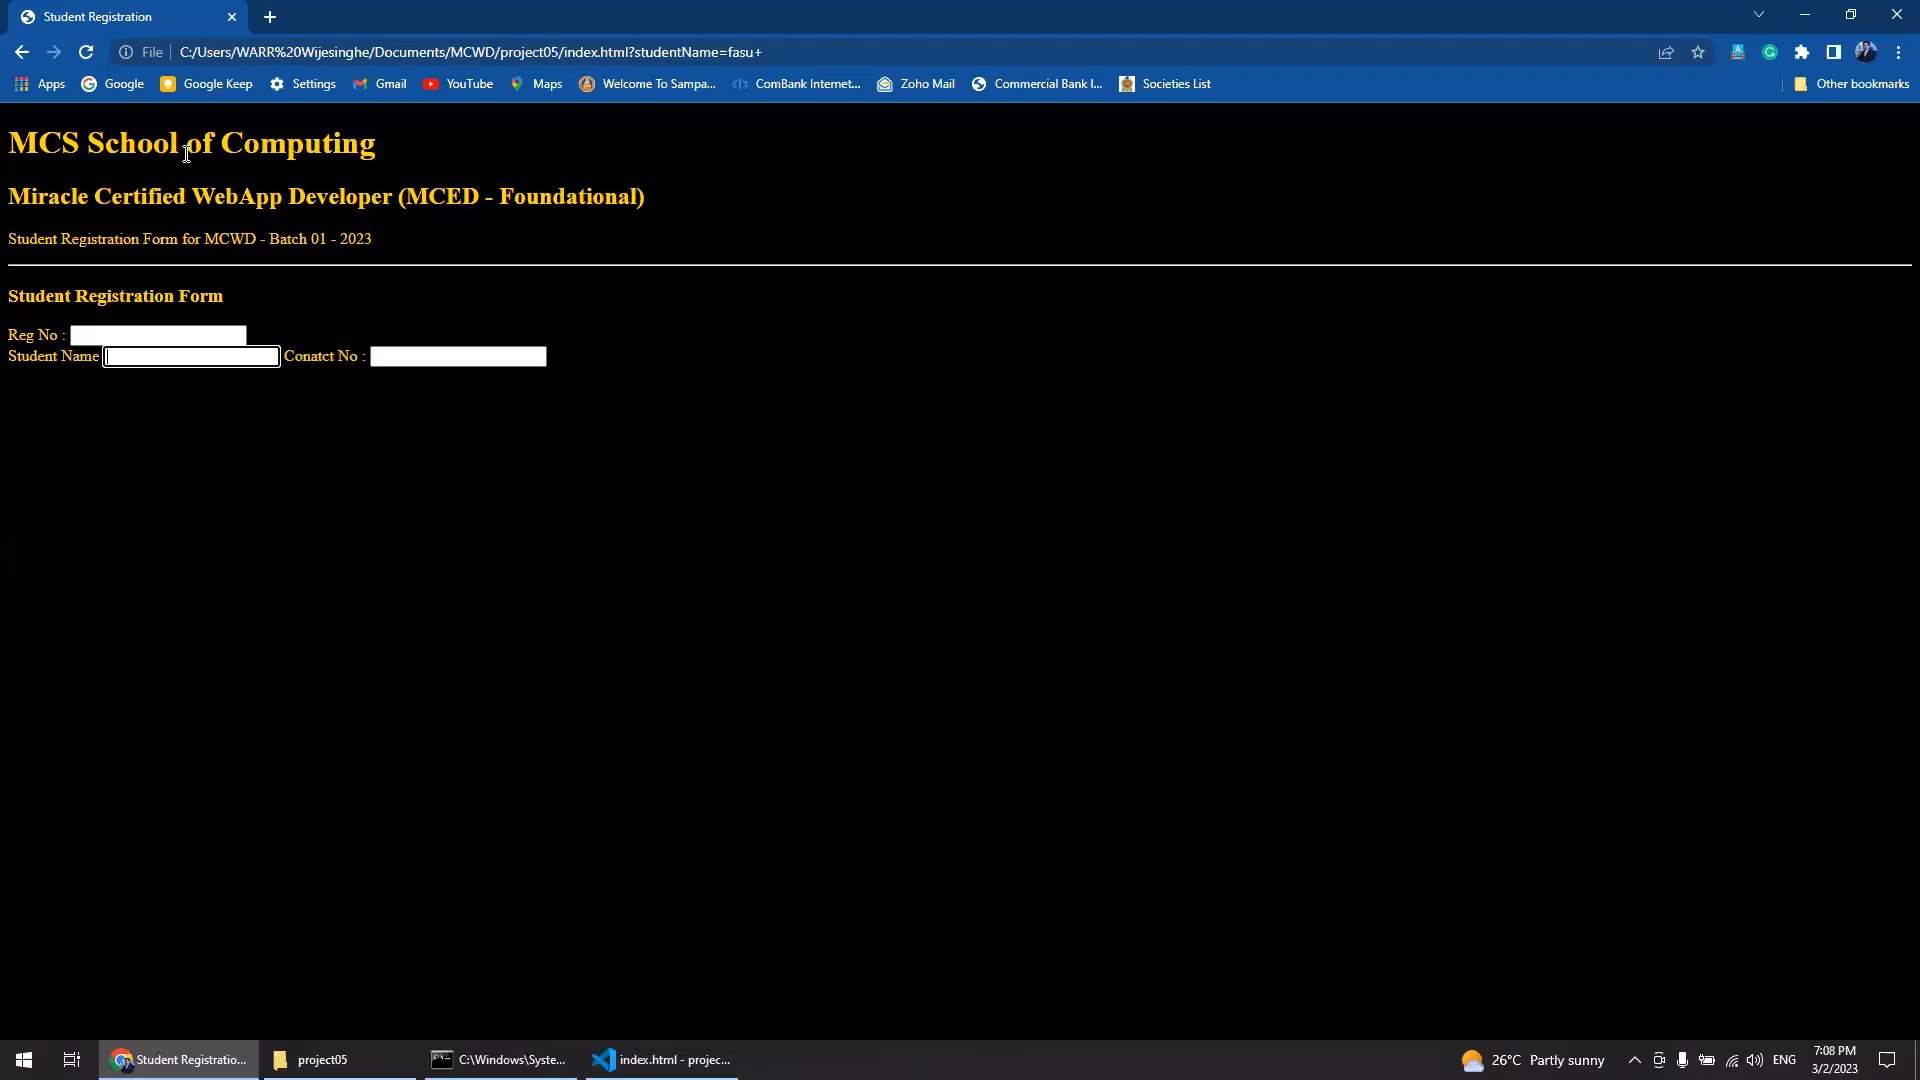 Student Registration
File C:/Users/WARR%20Wijesinghe/Documents/MCWD/project05/index.html?studentName=fasu+
Apps Google Google Keep Settings Gmail YouTube Maps Welcome To Sampa... ComBank Internet... Zoho Mail Commercial Bank I... Societies List Other bookmarks
MCS School of Computing
Miracle Certified WebApp Developer (MCED - Foundational)
Student Registration Form for MCWD - Batch 01 - 2023
Student Registration Form
Reg No :
Student Name Conatct No :
Student Registratio... project05 C:\Windows\Syste... index.html - projec... 26°C Partly sunny ENG 7:08 PM
3/2/2023